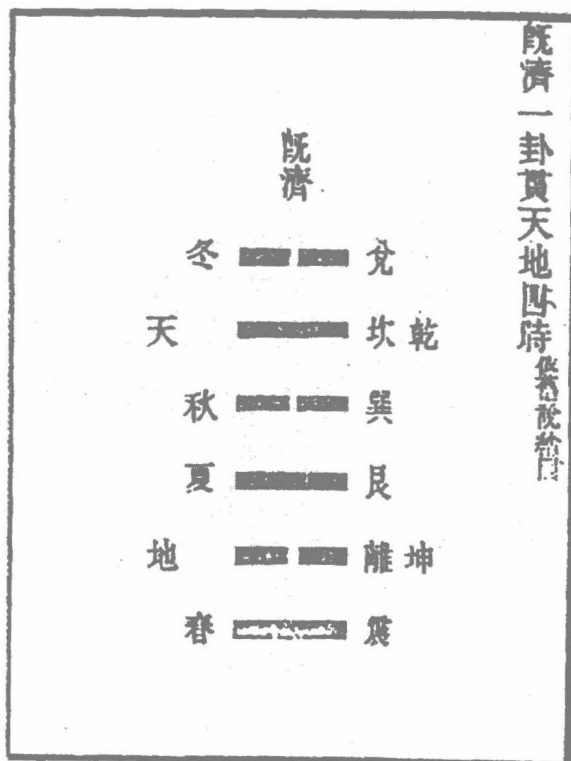 既濟一卦貫天地四時
既濟
冬 兌
天 坎 乾
秋 巽
夏 艮
地 離 坤
春 震